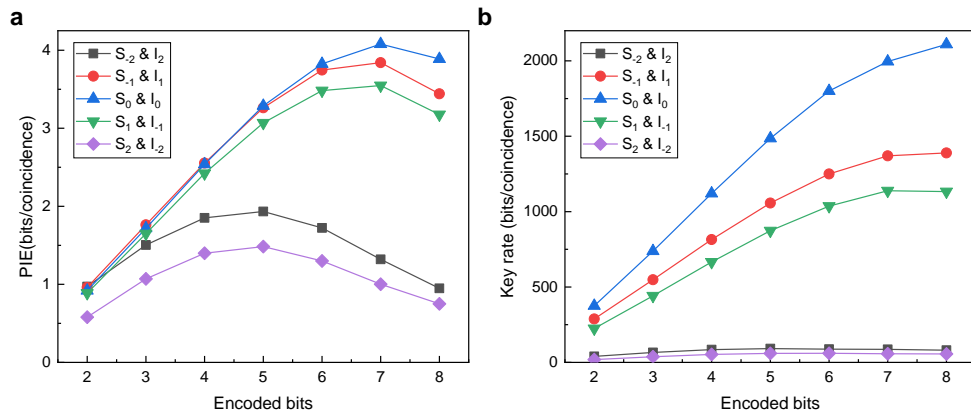 a
PIE(bits/coincidence)
4
3
2
1
0
S-2 & I2
S-1 & I1
S0 & I0
S1 & I-1
S2 & I-2
2 3 4 5 6 7 8
Encoded bits
b
Key rate (bits/coincidence)
2000
1500
1000
500
0
S-2 & I2
S-1 & I1
S0 & I0
S1 & I-1
S2 & I-2
2 3 4 5 6 7 8
Encoded bits